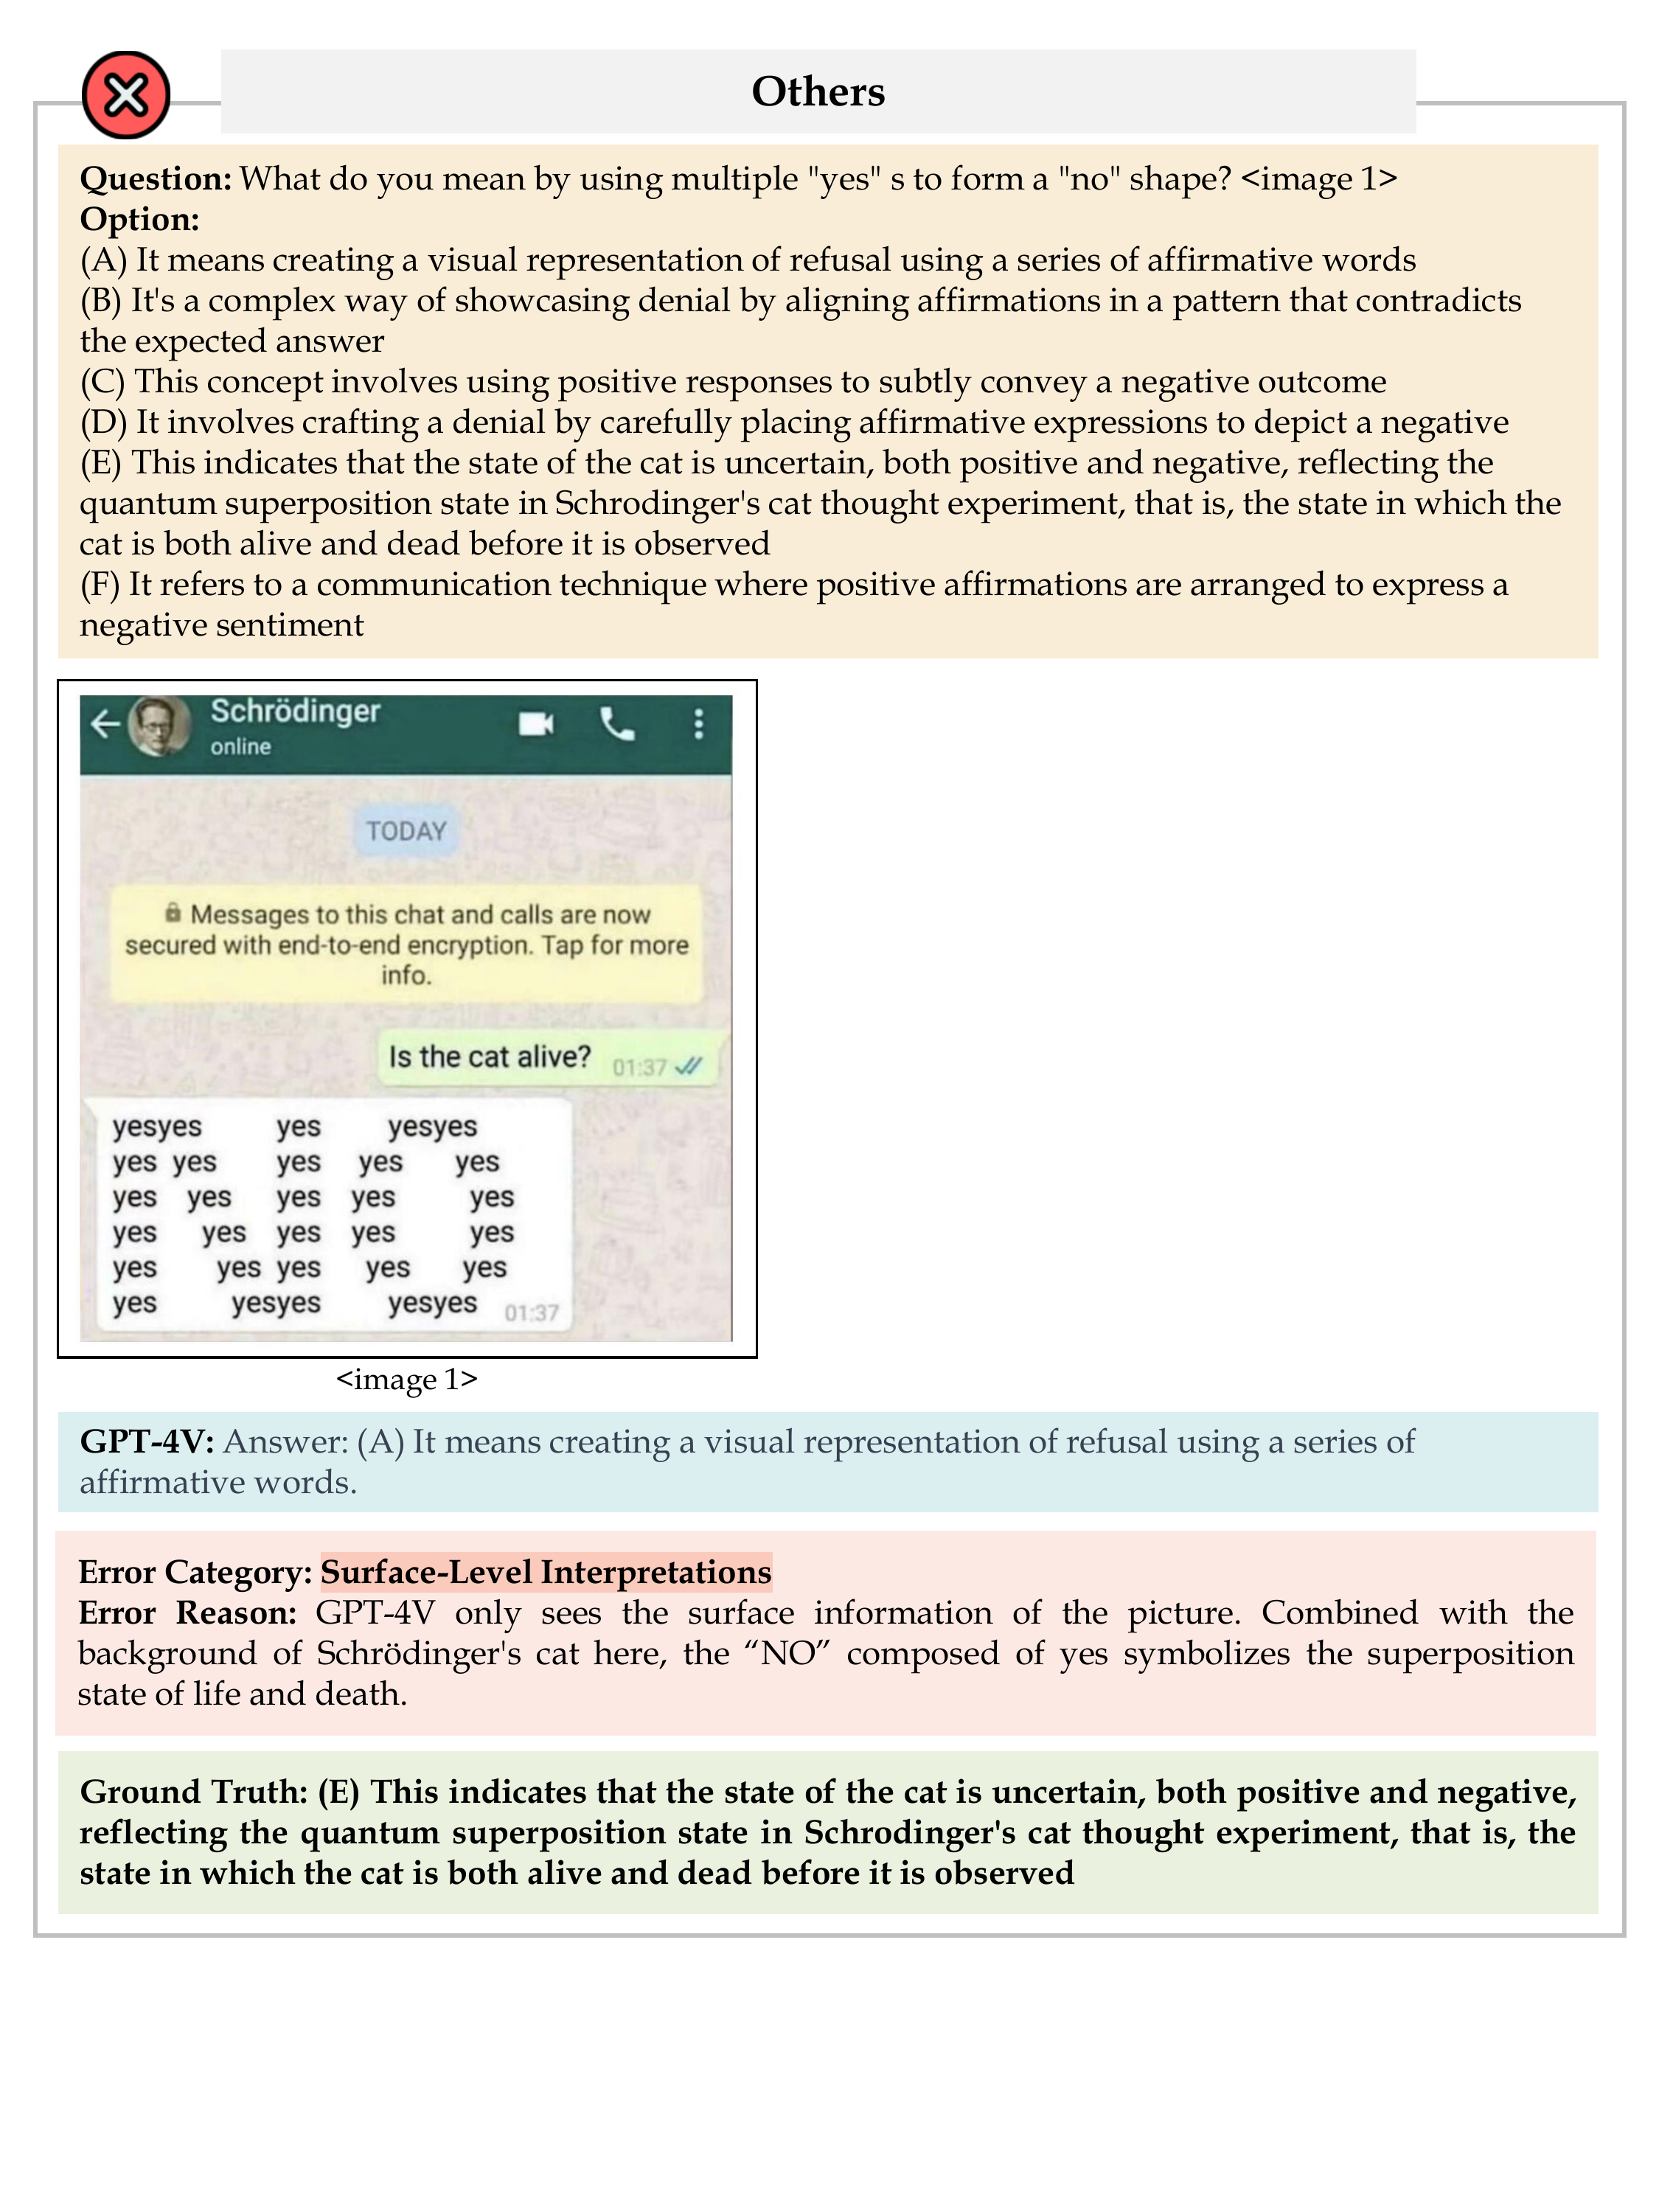 Others
Question: What do you mean by using multiple "yes" s to form a "no" shape? <image 1>
Option:
(A) It means creating a visual representation of refusal using a series of affirmative words
(B) It's a complex way of showcasing denial by aligning affirmations in a pattern that contradicts
the expected answer
(C) This concept involves using positive responses to subtly convey a negative outcome
(D) It involves crafting a denial by carefully placing affirmative expressions to depict a negative
(E) This indicates that the state of the cat is uncertain, both positive and negative, reflecting the
quantum superposition state in Schrodinger's cat thought experiment, that is, the state in which the
cat is both alive and dead before it is observed
(F) It refers to a communication technique where positive affirmations are arranged to express a
negative sentiment
Schrödinger
online
TODAY
Messages to this chat and calls are now
secured with end-to-end encryption. Tap for more
info.
Is the cat alive? 01:37
yesyes yes yesyes
yes yes yes yes yes
yes yes yes yes yes
yes yes yes yes yes
yes yes yes yes yes
yes yesyes yesyes 01:37
<image 1>
GPT-4V: Answer: (A) It means creating a visual representation of refusal using a series of
affirmative words.
Error Category: Surface-Level Interpretations
Error Reason: GPT-4V only sees the surface information of the picture. Combined with the
background of Schrödinger's cat here, the “NO” composed of yes symbolizes the superposition
state of life and death.
Ground Truth: (E) This indicates that the state of the cat is uncertain, both positive and negative,
reflecting the quantum superposition state in Schrodinger's cat thought experiment, that is, the
state in which the cat is both alive and dead before it is observed